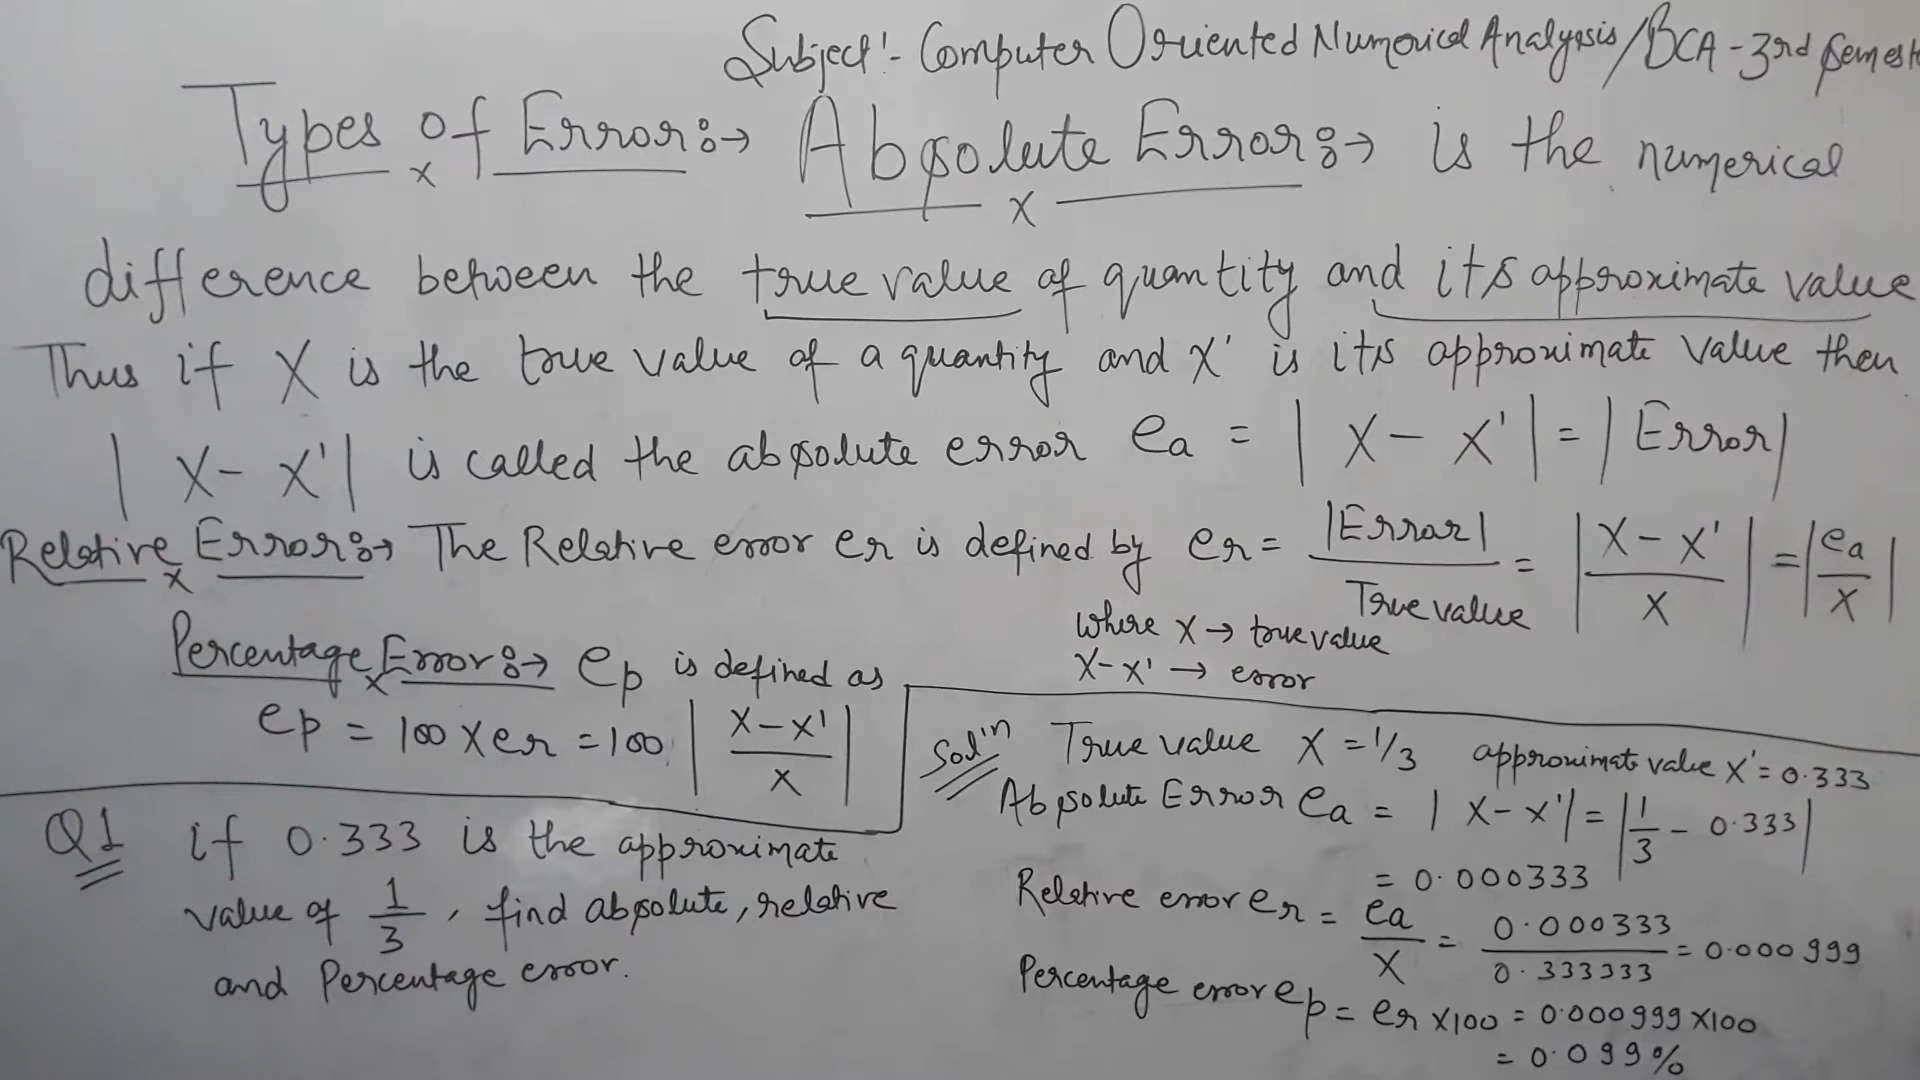 Subject:- Computer Oriented Numerical Analysis/BCA-3rd Semest
Types of Error:→ Absolute Error:→ is the numerical
difference between the true value of quantity and its approximate value
Thus if X is the true value of a quantity and X' is its approximate value then
|X-X'| is called the absolute error ea = |X-X'| = |Error|
Relative Error:→ The Relative error er is defined by er = |Error| / True value = |X-X' / X| = |ea / X|
where X → true value
X-X' → error
Percentage Error:→ ep is defined as
ep = 100 x er = 100 |X-X' / X|
Q1 if 0.333 is the approximate
value of 1/3, find absolute, relative
and Percentage error.
Sol'n True value X = 1/3 approximate value X' = 0.333
Absolute Error ea = |X-X'| = |1/3 - 0.333|
= 0.000333
Relative error er = ea / X = 0.000333 / 0.333333 = 0.000999
Percentage error ep = er x100 = 0.000999 x100
= 0.099%